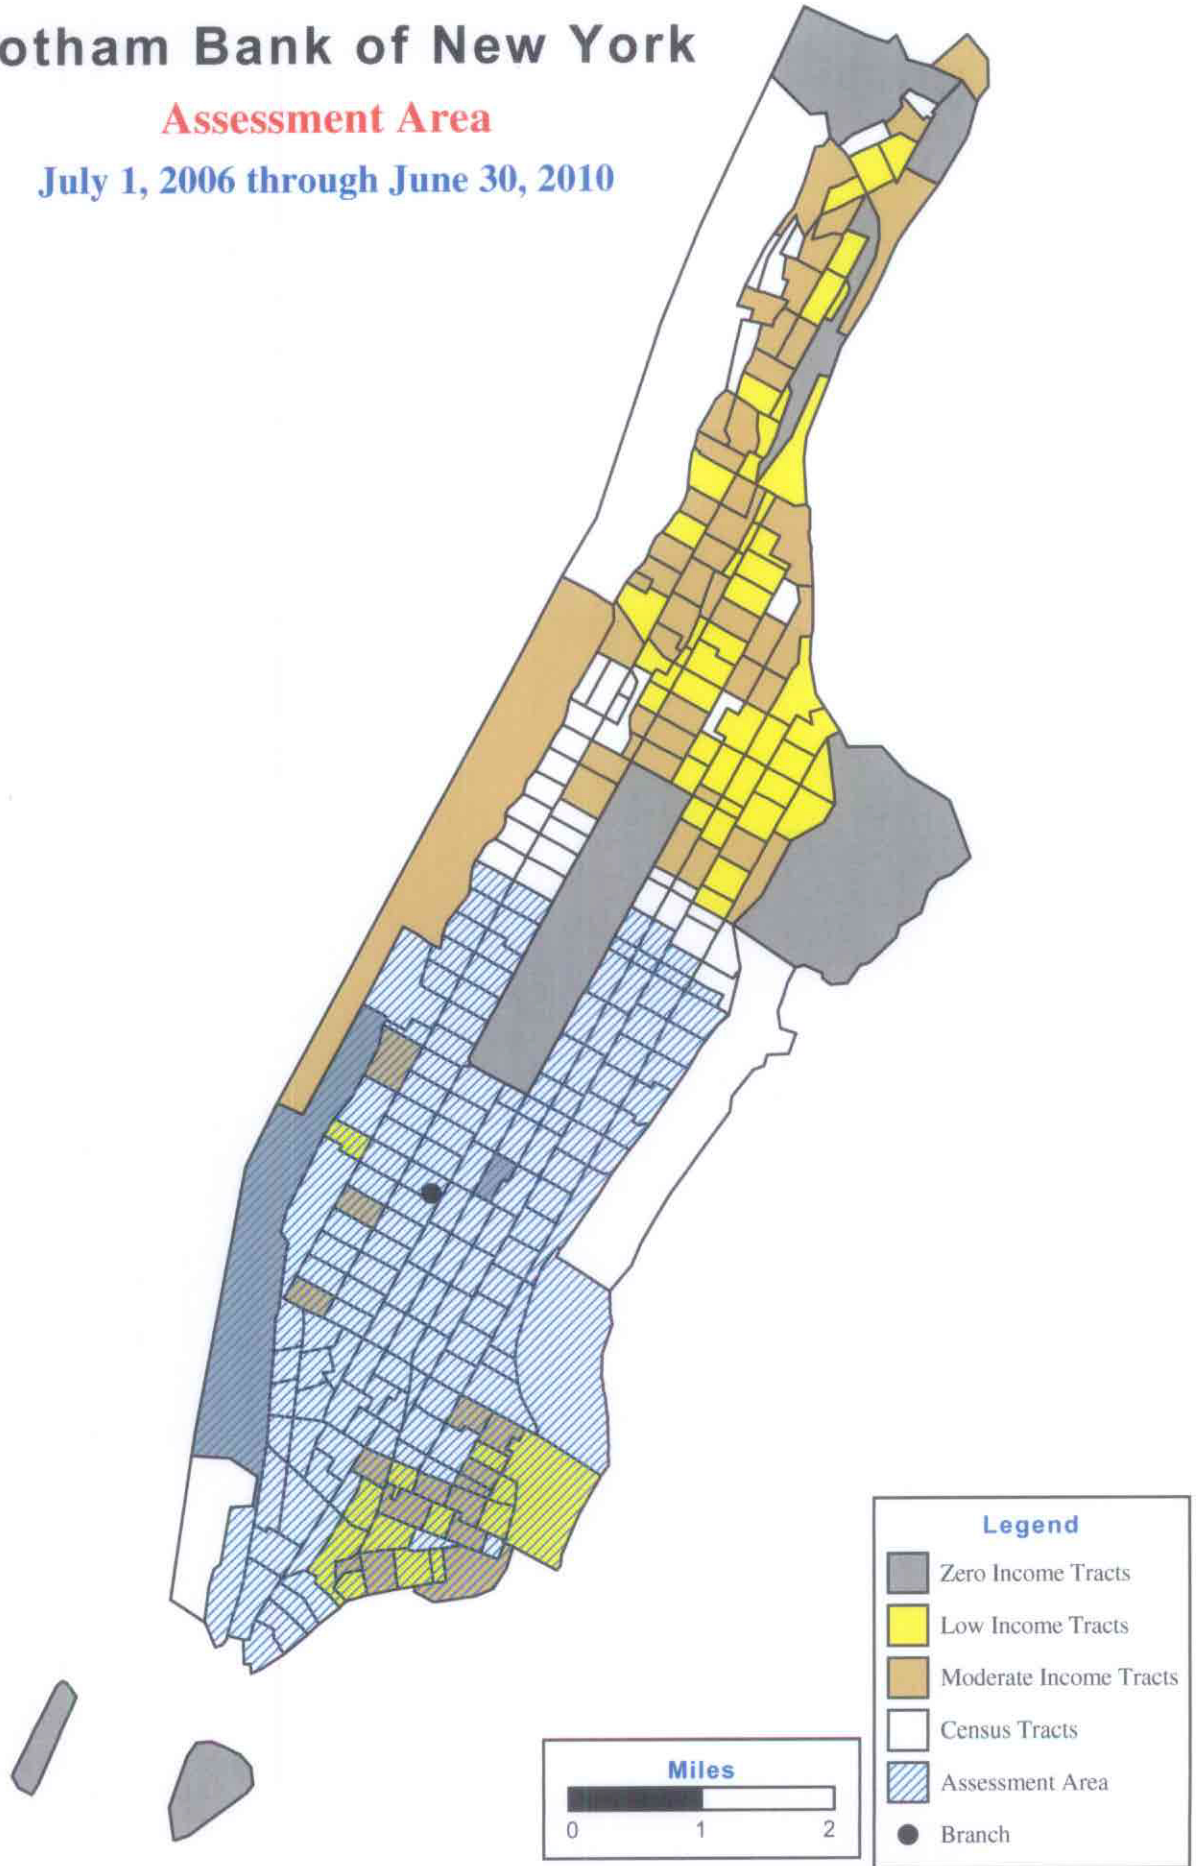 otham Bank of New York
Assessment Area
July 1, 2006 through June 30, 2010
Legend
Zero Income Tracts
Low Income Tracts
Moderate Income Tracts
Census Tracts
Assessment Area
Branch
Miles
0 1 2